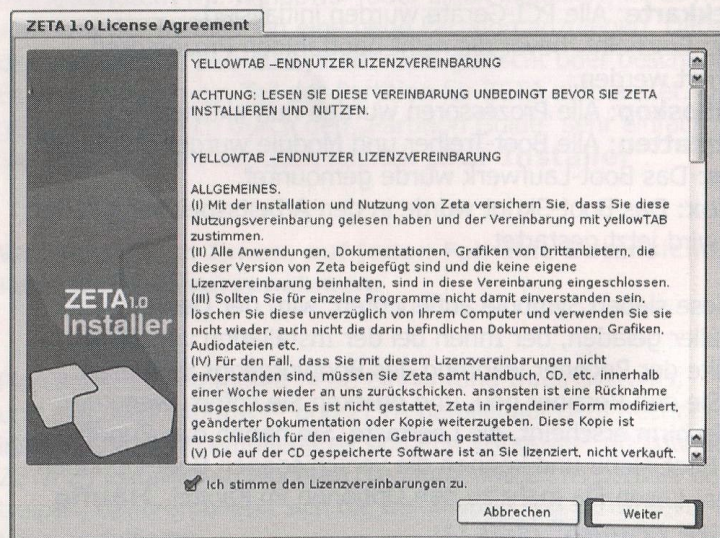 ZETA 1.0 License Agreement
YELLOWTAB –ENDNUTZER LIZENZVEREINBARUNG
ACHTUNG: LESEN SIE DIESE VEREINBARUNG UNBEDINGT BEVOR SIE ZETA
INSTALLIEREN UND NUTZEN.
YELLOWTAB –ENDNUTZER LIZENZVEREINBARUNG
ALLGEMEINES.
(I) Mit der Installation und Nutzung von Zeta versichern Sie, dass Sie diese
Nutzungsvereinbarung gelesen haben und der Vereinbarung mit yellowTAB
zustimmen.
(II) Alle Anwendungen, Dokumentationen, Grafiken von Drittanbietern, die
dieser Version von Zeta beigefügt sind und die keine eigene
Lizenzvereinbarung beinhalten, sind in diese Vereinbarung eingeschlossen.
(III) Sollten Sie für einzelne Programme nicht damit einverstanden sein,
löschen Sie diese unverzüglich von Ihrem Computer und verwenden Sie sie
nicht wieder, auch nicht die darin befindlichen Dokumentationen, Grafiken,
Audiodateien etc.
(IV) Für den Fall, dass Sie mit diesem Lizenzvereinbarungen nicht
einverstanden sind, müssen Sie Zeta samt Handbuch, CD, etc. innerhalb
einer Woche wieder an uns zurückschicken, ansonsten ist eine Rücknahme
ausgeschlossen. Es ist nicht gestattet, Zeta in irgendeiner Form modifiziert,
geänderter Dokumentation oder Kopie weiterzugeben. Diese Kopie ist
ausschließlich für den eigenen Gebrauch gestattet.
(V) Die auf der CD gespeicherte Software ist an Sie lizenziert, nicht verkauft.
ZETA 1.0
Installer
Ich stimme den Lizenzvereinbarungen zu.
Abbrechen
Weiter